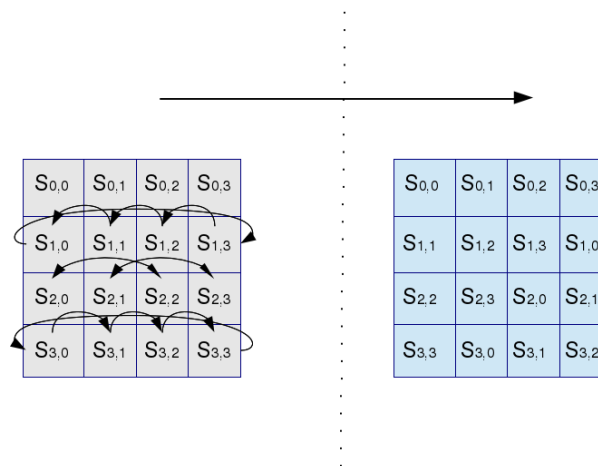 S0,0 S0,1 S0,2 S0,3
S1,0 S1,1 S1,2 S1,3
S2,0 S2,1 S2,2 S2,3
S3,0 S3,1 S3,2 S3,3
S0,0 S0,1 S0,2 S0,3
S1,1 S1,2 S1,3 S1,0
S2,2 S2,3 S2,0 S2,1
S3,3 S3,0 S3,1 S3,2